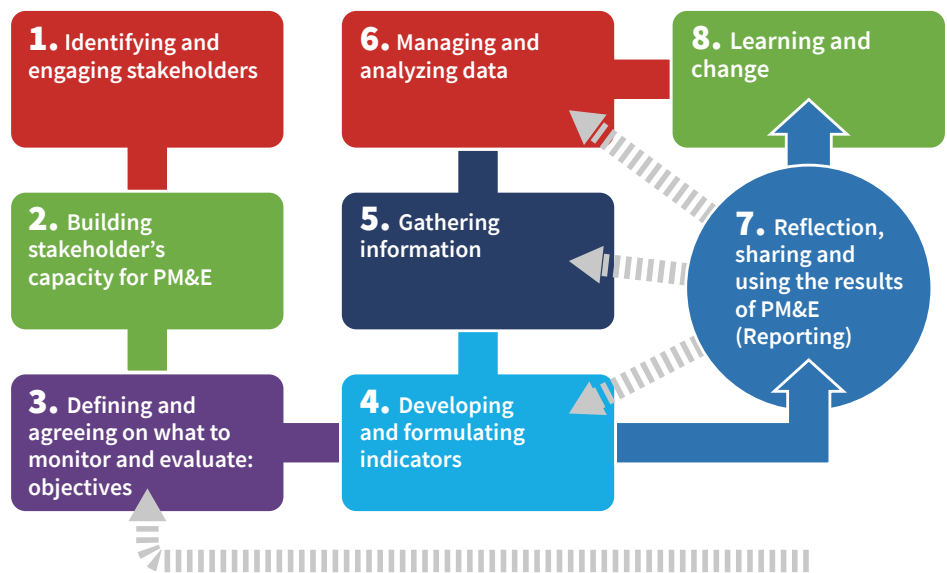 1. Identifying and
engaging stakeholders
2. Building
stakeholder’s
capacity for PM&E
3. Defining and
agreeing on what to
monitor and evaluate:
objectives
4. Developing
and formulating
indicators
5. Gathering
information
6. Managing and
analyzing data
7. Reflection,
sharing and
using the results
of PM&E
(Reporting)
8. Learning and
change